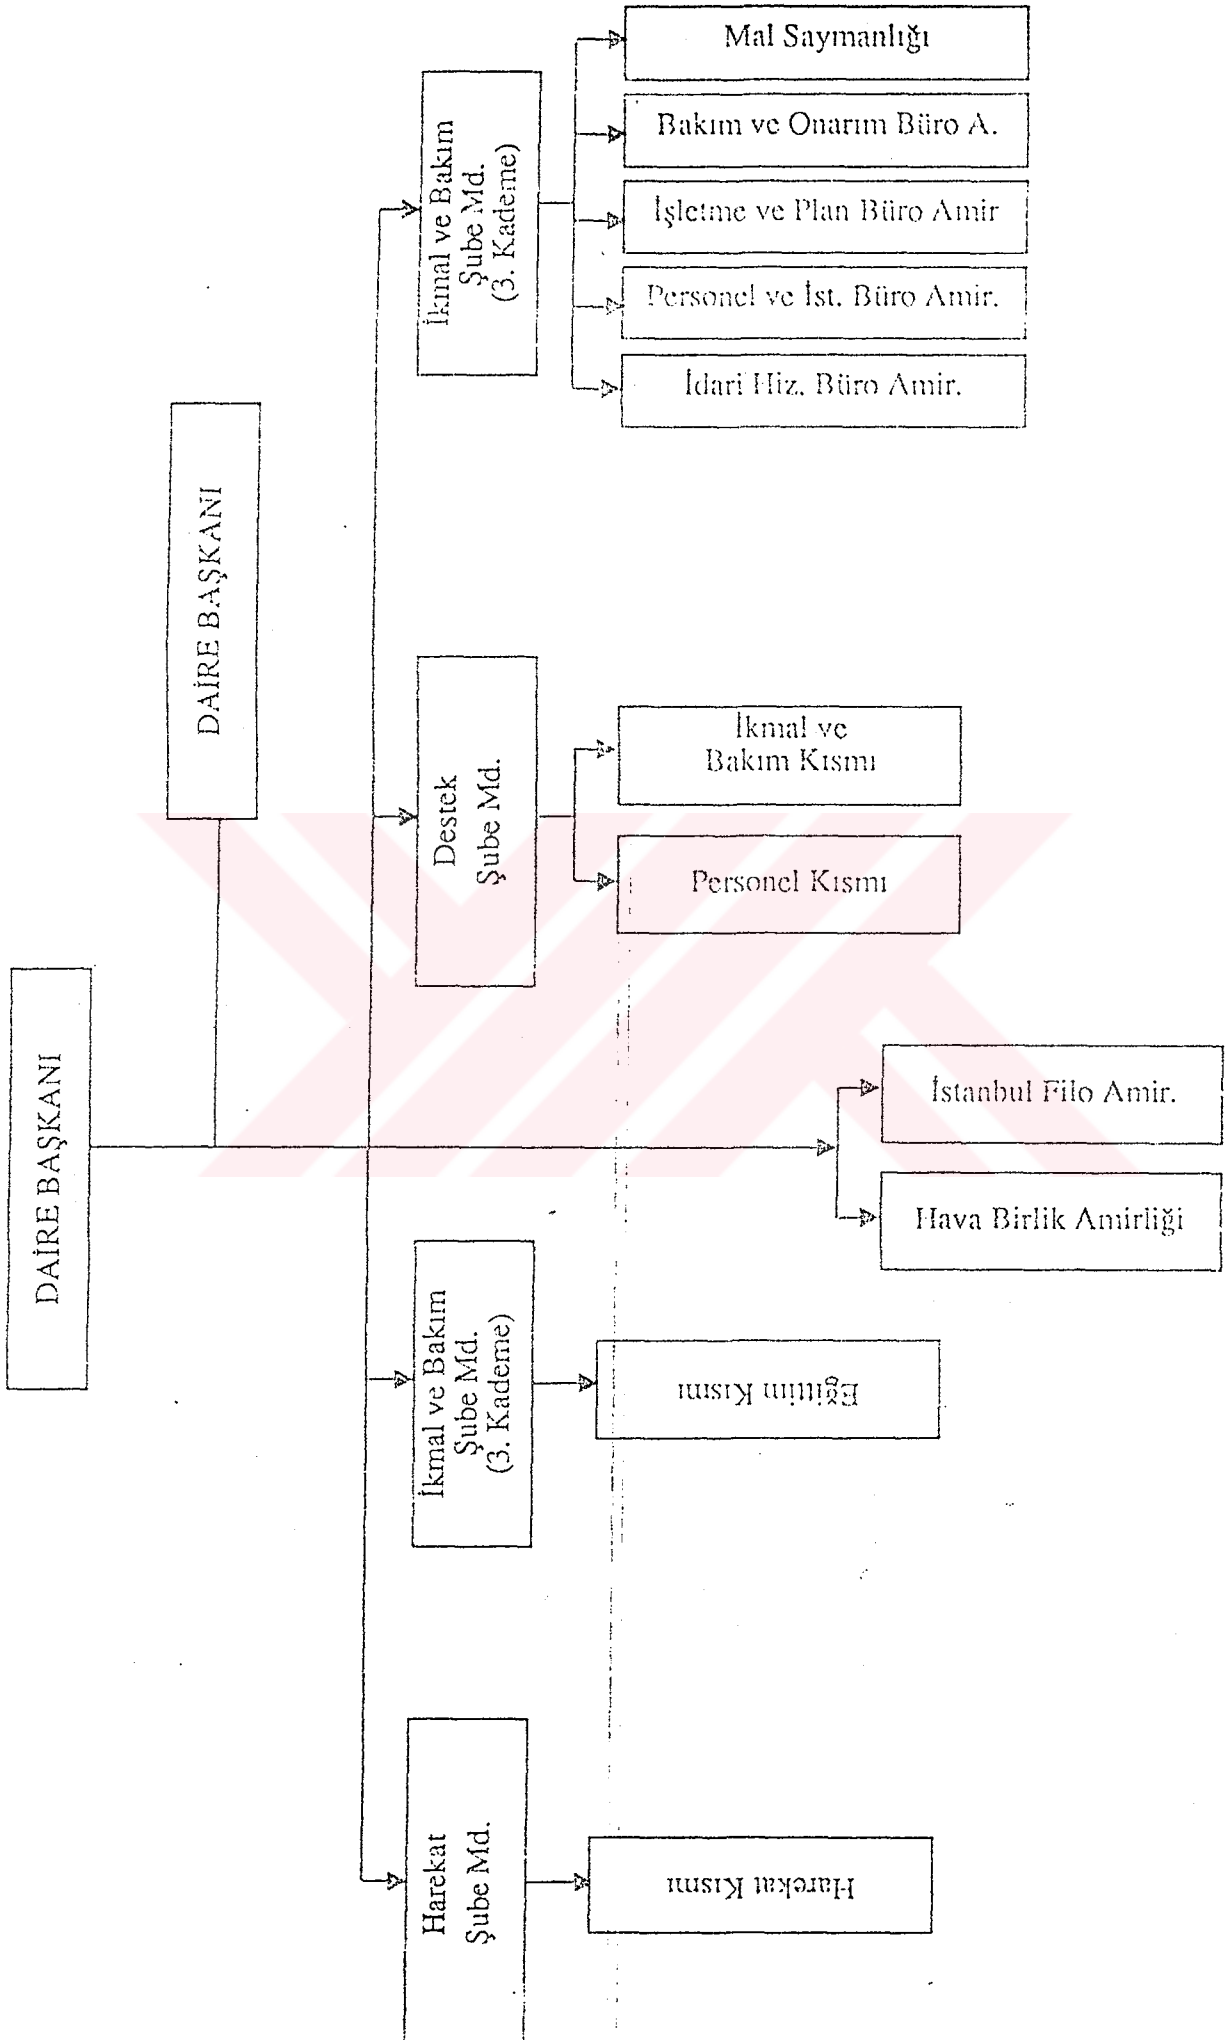 DAİRE BAŞKANI
DAİRE BAŞKANI
Harekat
Şube Md.
Harekat Kısmı
İkmal ve Bakım
Şube Md.
(3. Kademe)
Eğittim Kısmı
Destek
Şube Md.
İkmal ve
Bakım Kısmı
Personel Kısmı
İkmal ve Bakım
Şube Md.
(3. Kademe)
Mal Saymanlığı
Bakım ve Onarım Büro A.
İşletme ve Plan Büro Amir
Personel ve İst. Büro Amir.
İdari Hiz. Büro Amir.
İstanbul Filo Amir.
Hava Birlik Amirliği